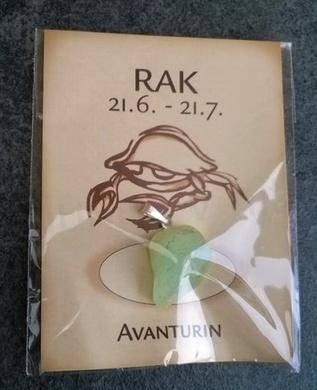 RAK
21.6. - 21.7.
AVANTURIN